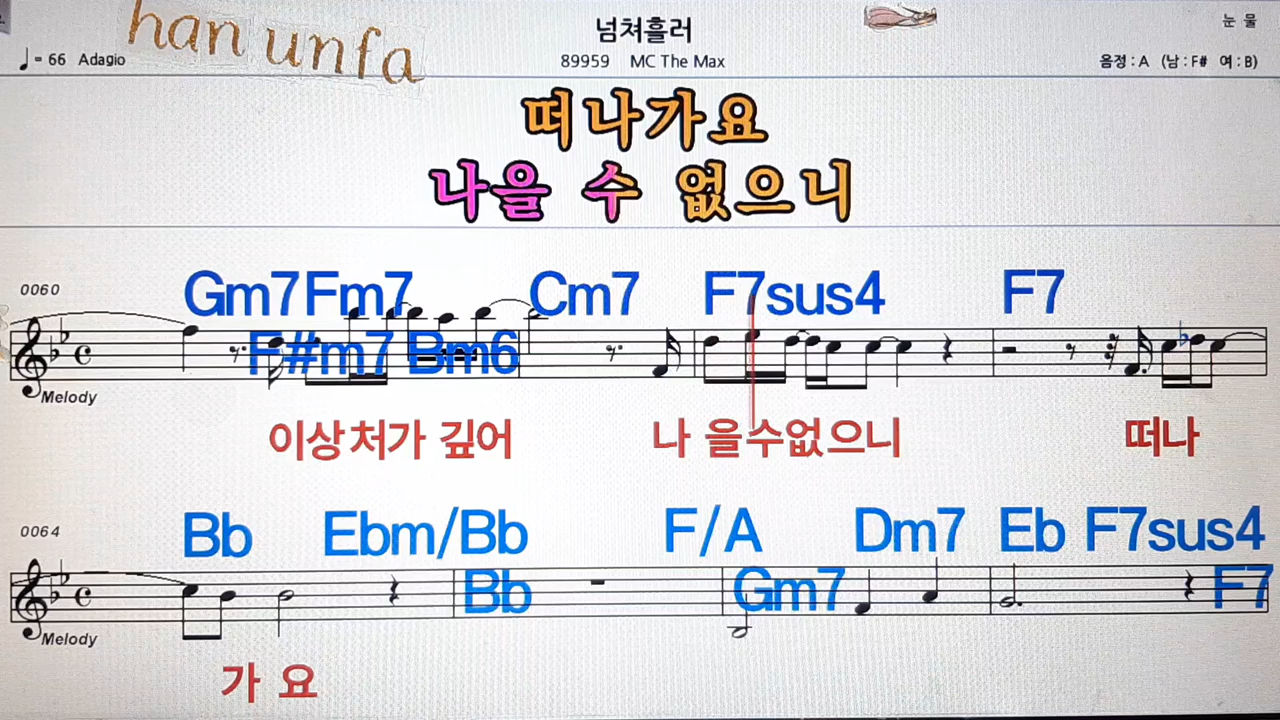 han unfa
넘쳐흘러
눈 물
♩= 66 Adagio
89959 MC The Max
음정 : A (남 : F# 여 : B)
떠나가요
나을 수 없으니
0060
Gm7 Fm7 Cm7 F7sus4 F7
F#m7 Bm6
Melody
이상처가 깊어 나 을수없으니 떠나
0064
Bb Ebm/Bb F/A Dm7 Eb F7sus4
Bb Gm7 F7
Melody
가 요